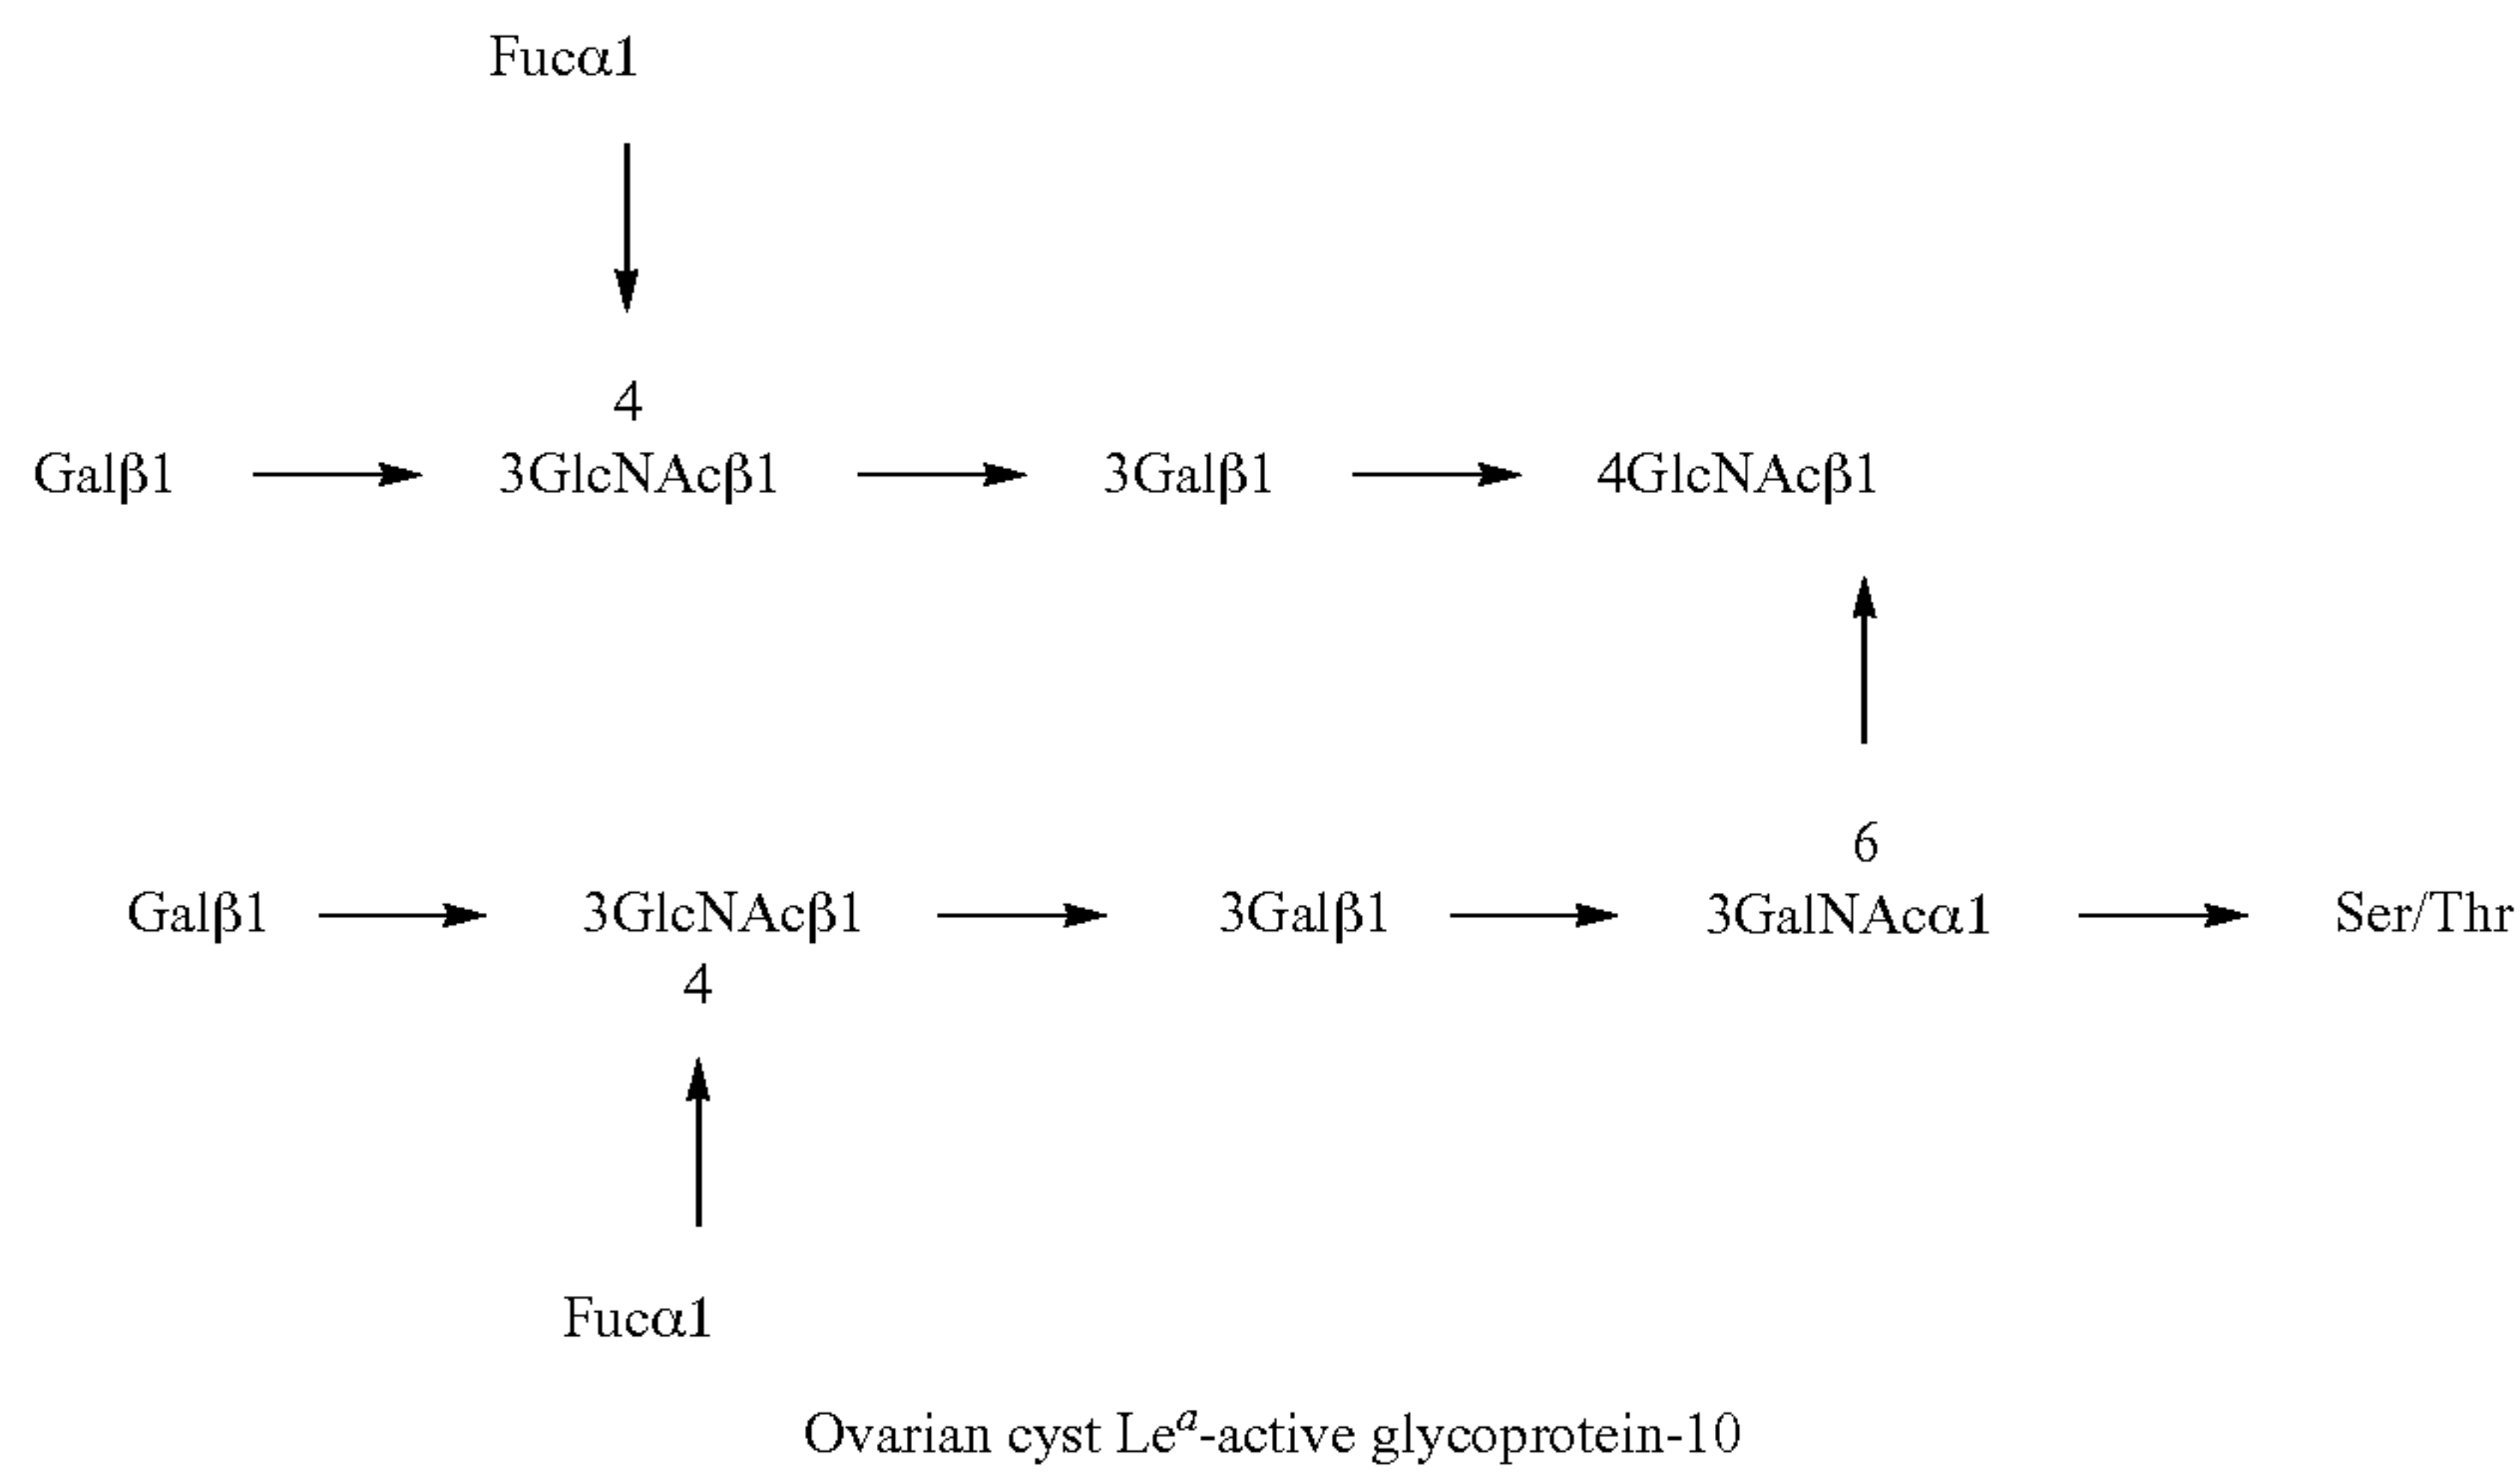 Fucα1
4
Galβ1 3GlcNAcβ1 3Galβ1 4GlcNAcβ1
6
Galβ1 3GlcNAcβ1 3Galβ1 3GalNAcα1 Ser/Thr
4
Fucα1
Ovarian cyst Leᵃ-active glycoprotein-10